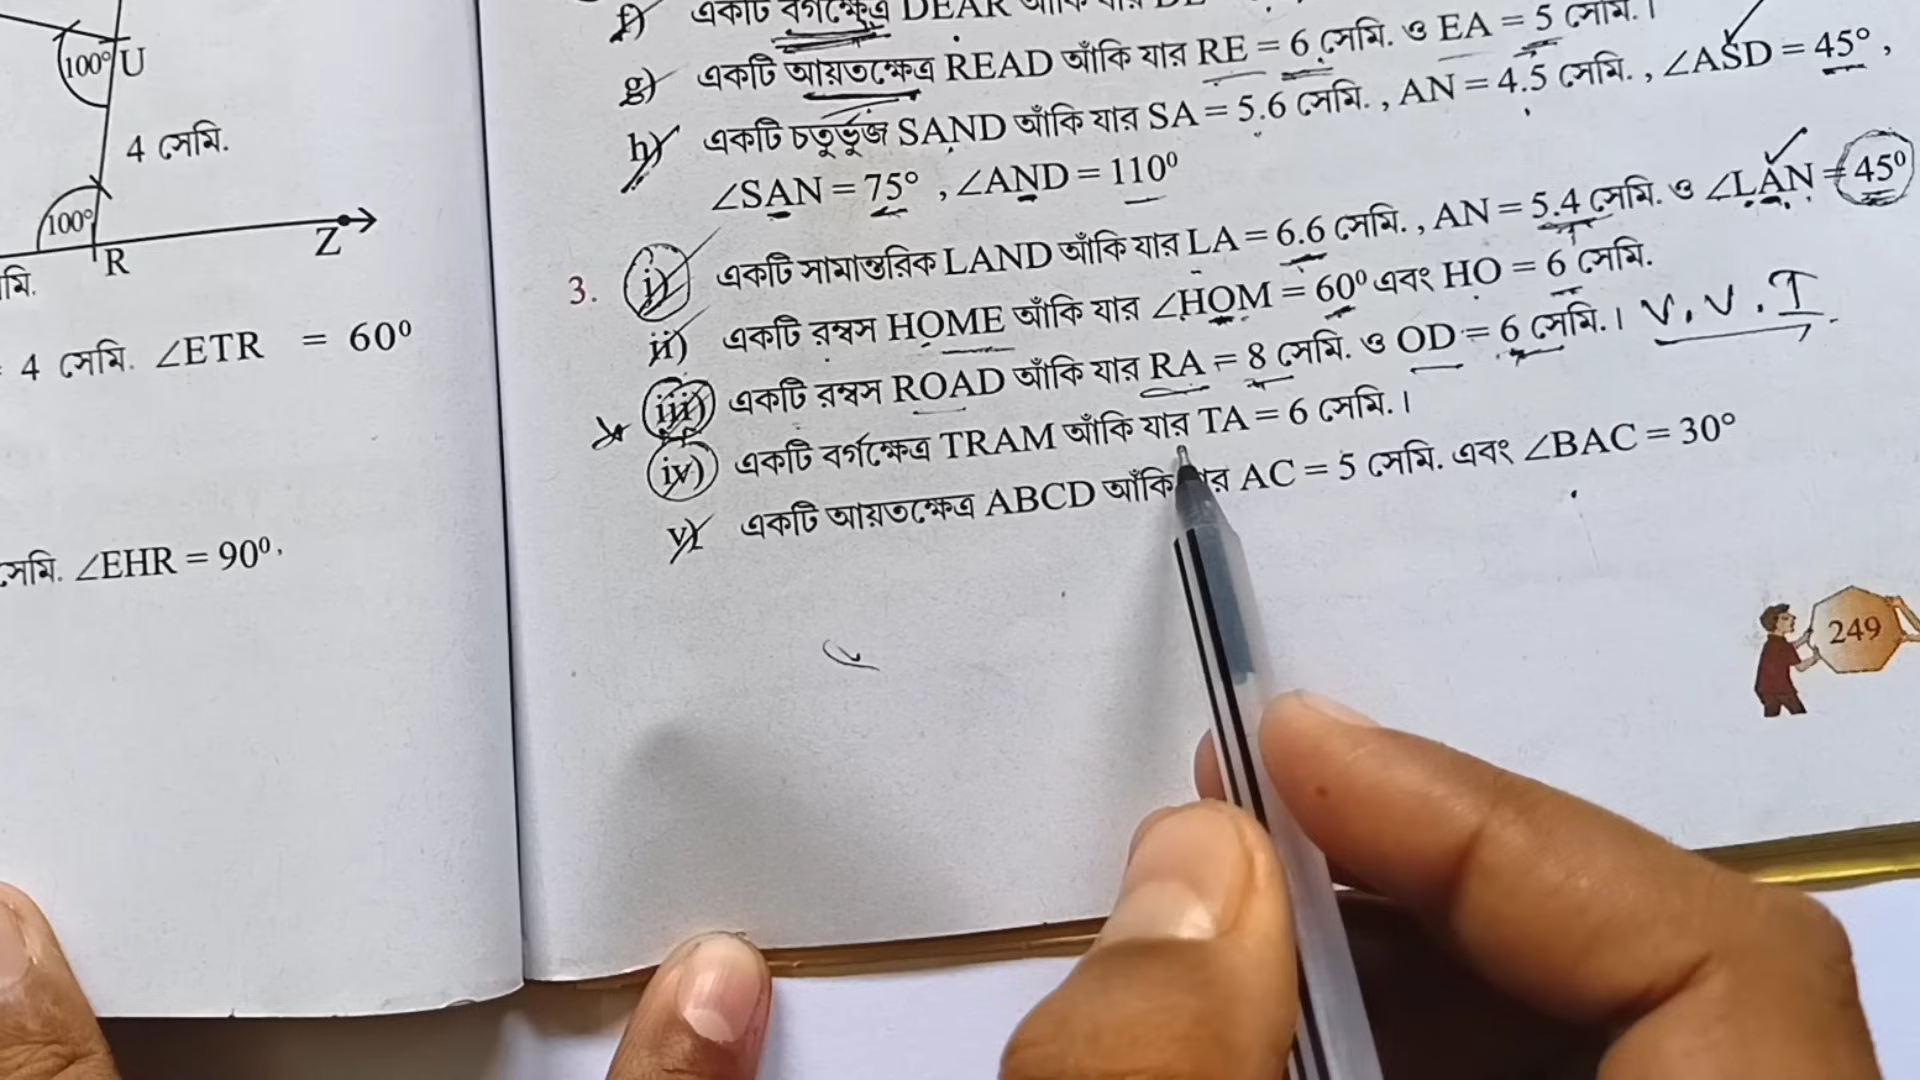 100° U
4 সেমি.
100°
R
Z
মি.
4 সেমি. ∠ETR = 60⁰
সেমি. ∠EHR = 90⁰,
f) একটি বর্গক্ষেত্র DEAR আঁকি যার
g) একটি আয়তক্ষেত্র READ আঁকি যার RE = 6 সেমি. ও EA = 5 সেমি.।
h) একটি চতুর্ভুজ SAND আঁকি যার SA = 5.6 সেমি. , AN = 4.5 সেমি. , ∠ASD = 45° ,
∠SAN = 75° , ∠AND = 110⁰
3. i) একটি সামান্তরিক LAND আঁকি যার LA = 6.6 সেমি. , AN = 5.4 সেমি. ও ∠LAN = 45⁰
ii) একটি রম্বস HOME আঁকি যার ∠HOM = 60⁰ এবং HO = 6 সেমি.
iii) একটি রম্বস ROAD আঁকি যার RA = 8 সেমি. ও OD = 6 সেমি.। V. V. I
iv) একটি বর্গক্ষেত্র TRAM আঁকি যার TA = 6 সেমি.।
v) একটি আয়তক্ষেত্র ABCD আঁকি যার AC = 5 সেমি. এবং ∠BAC = 30°
249